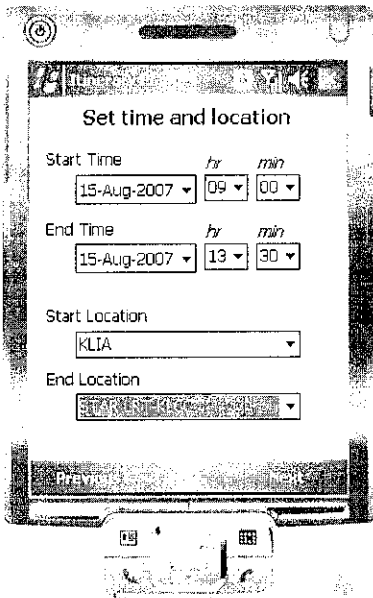 Set time and location
Start Time hr min
15-Aug-2007 09 00
End Time hr min
15-Aug-2007 13 30
Start Location
KLIA
End Location